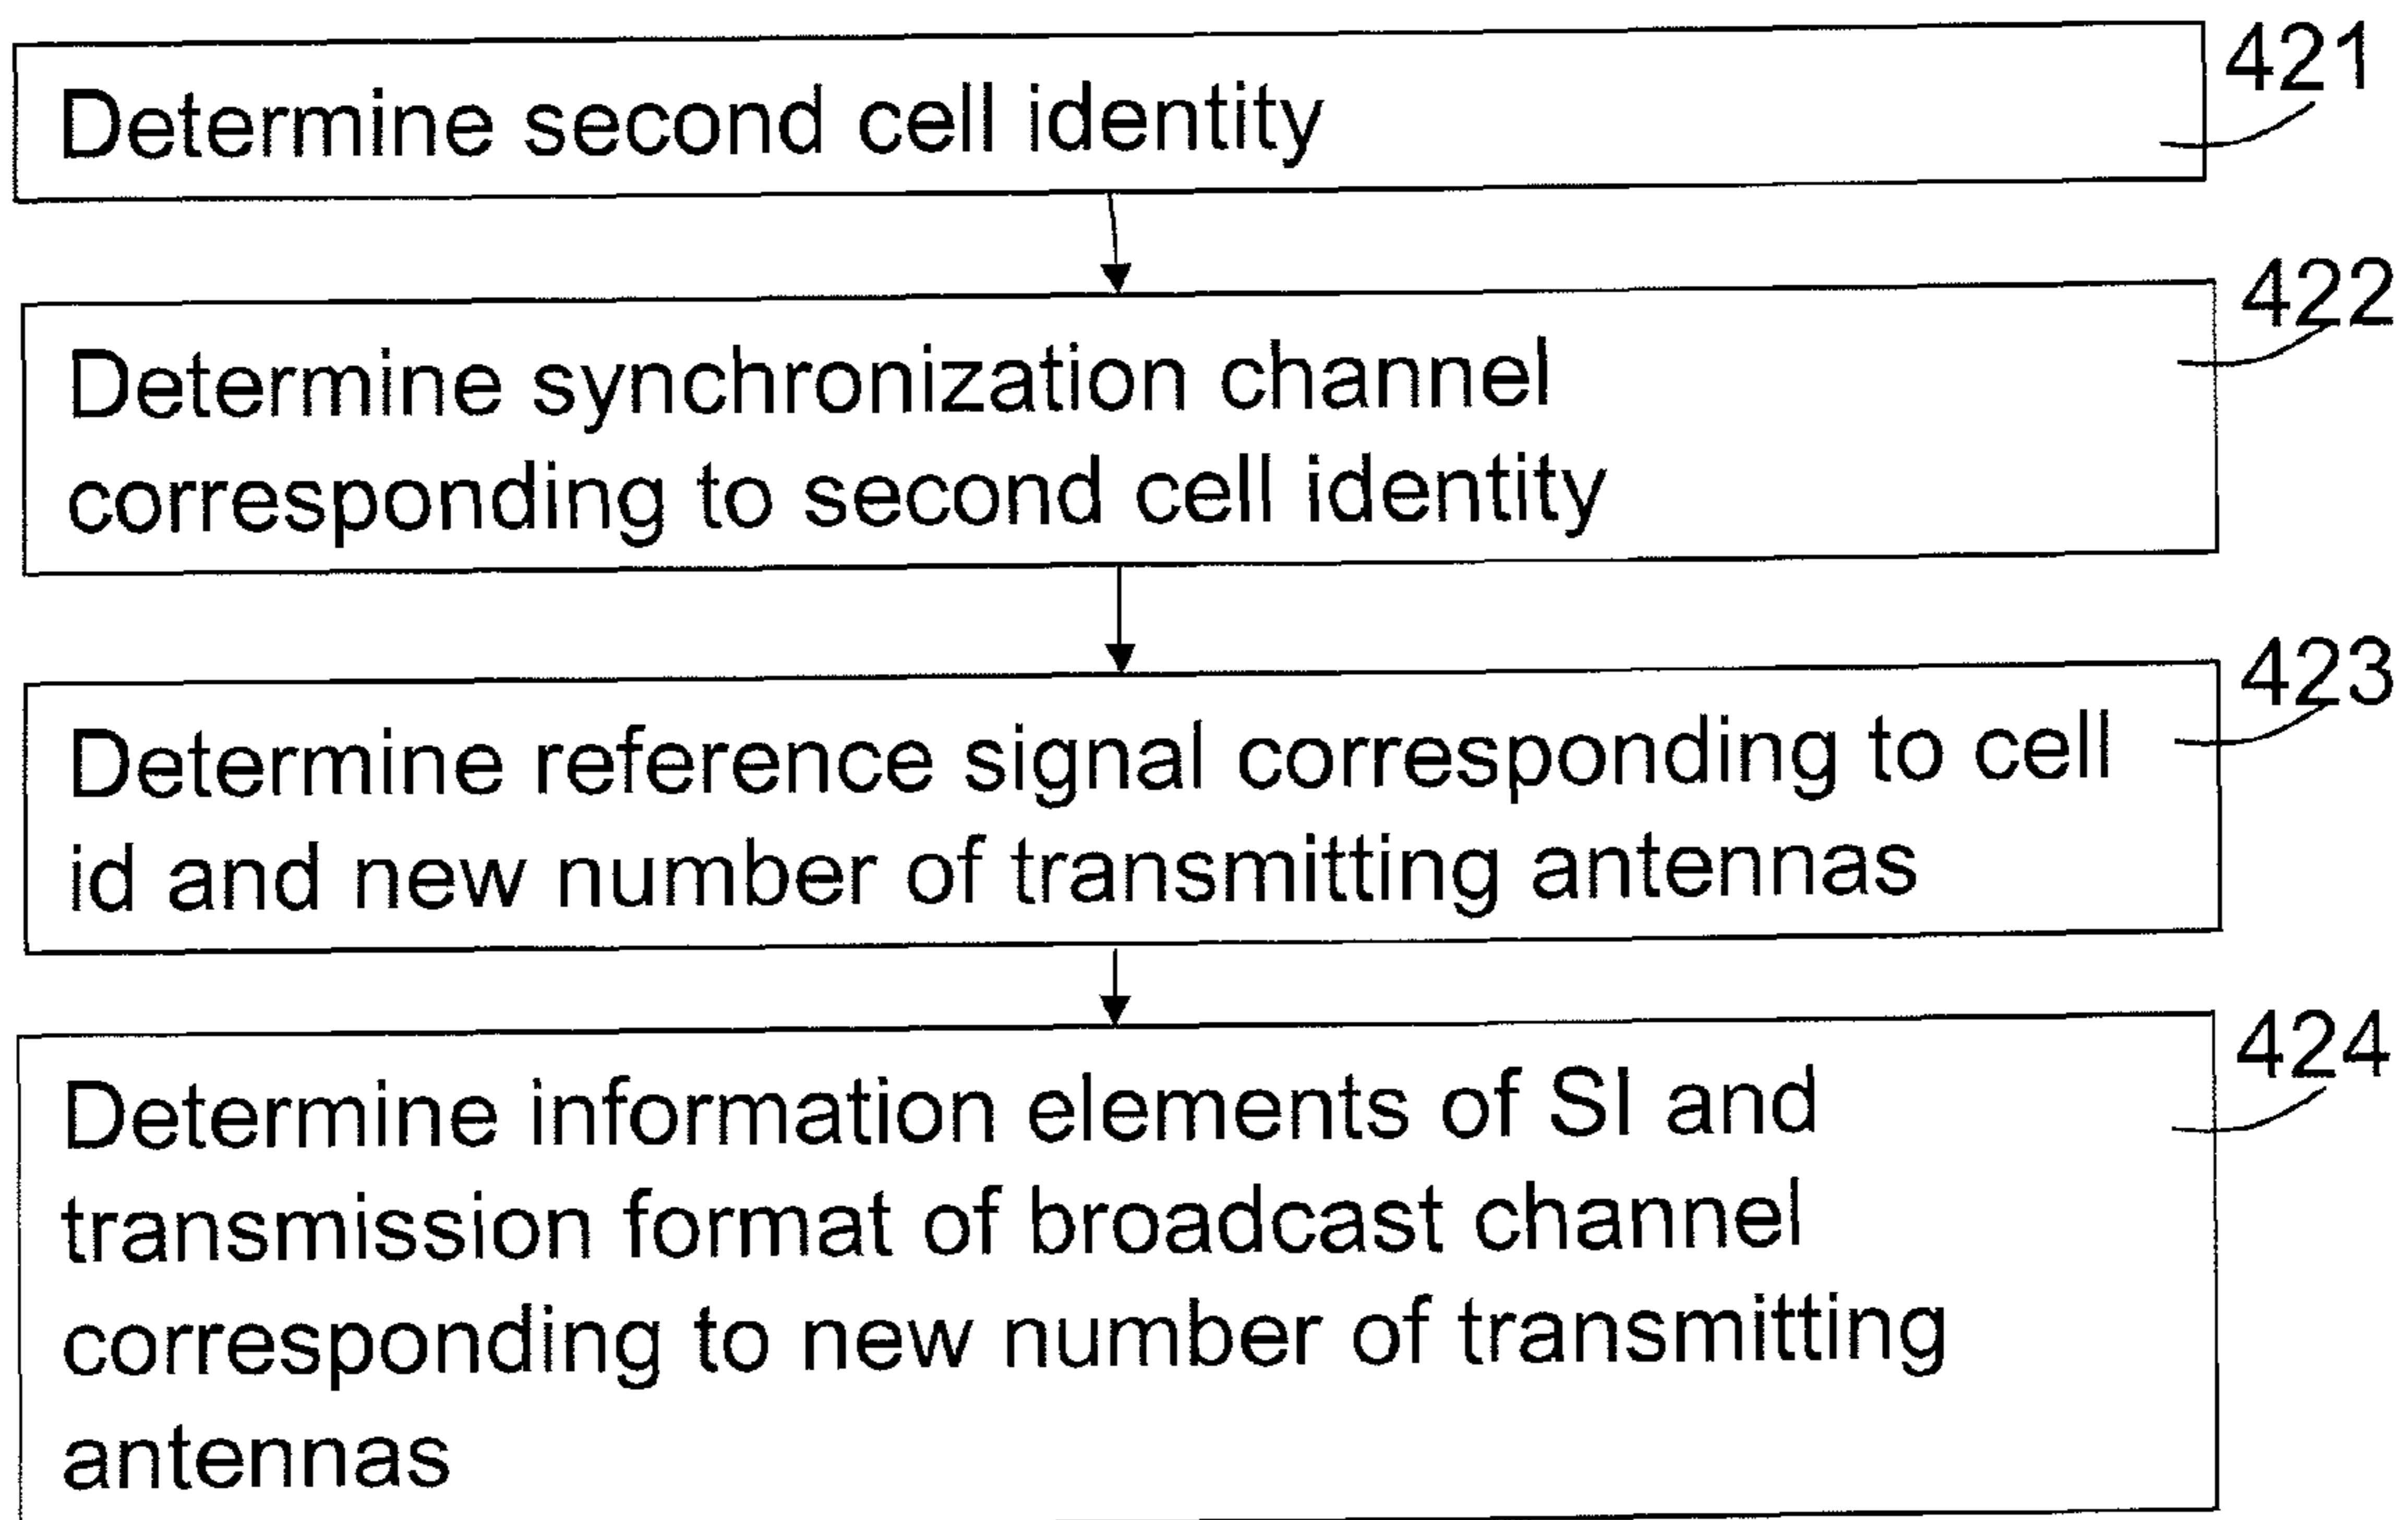 421
Determine second cell identity
422
Determine synchronization channel
corresponding to second cell identity
423
Determine reference signal corresponding to cell
id and new number of transmitting antennas
424
Determine information elements of SI and
transmission format of broadcast channel
corresponding to new number of transmitting
antennas